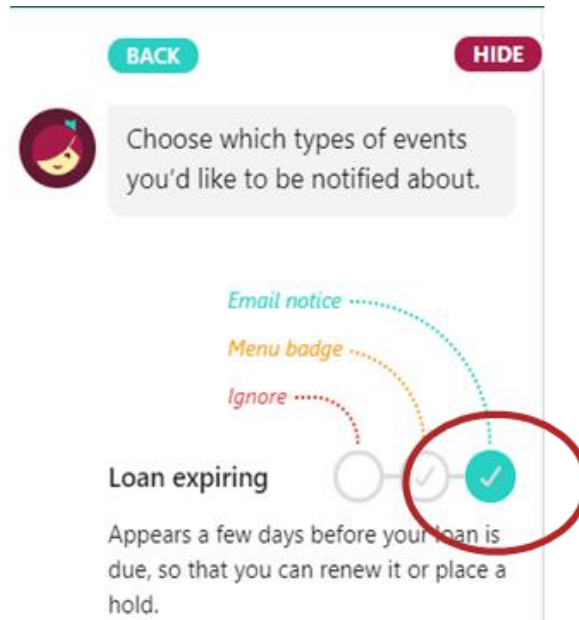 BACK
HIDE
Choose which types of events
you'd like to be notified about.
Email notice
Menu badge
Ignore
Loan expiring
Appears a few days before your loan is
due, so that you can renew it or place a
hold.